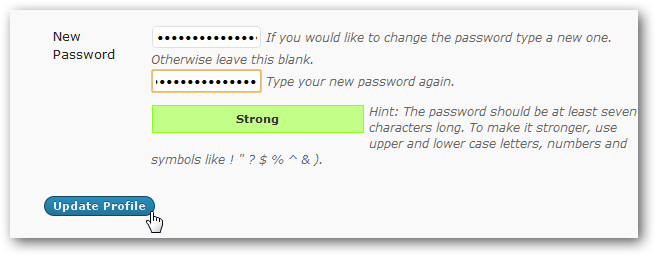 New
Password
If you would like to change the password type a new one.
Otherwise leave this blank.
Type your new password again.
Strong
Hint: The password should be at least seven
characters long. To make it stronger, use
upper and lower case letters, numbers and
symbols like ! " ? $ % ^ & ).
Update Profile